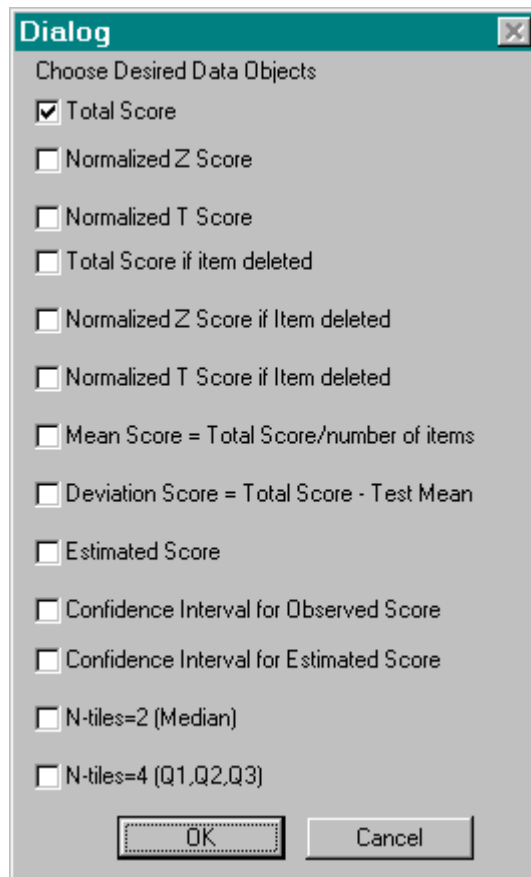 Dialog
Choose Desired Data Objects
Total Score
Normalized Z Score
Normalized T Score
Total Score if item deleted
Normalized Z Score if Item deleted
Normalized T Score if Item deleted
Mean Score = Total Score/number of items
Deviation Score = Total Score - Test Mean
Estimated Score
Confidence Interval for Observed Score
Confidence Interval for Estimated Score
N-tiles=2 (Median)
N-tiles=4 (Q1,Q2,Q3)
OK Cancel